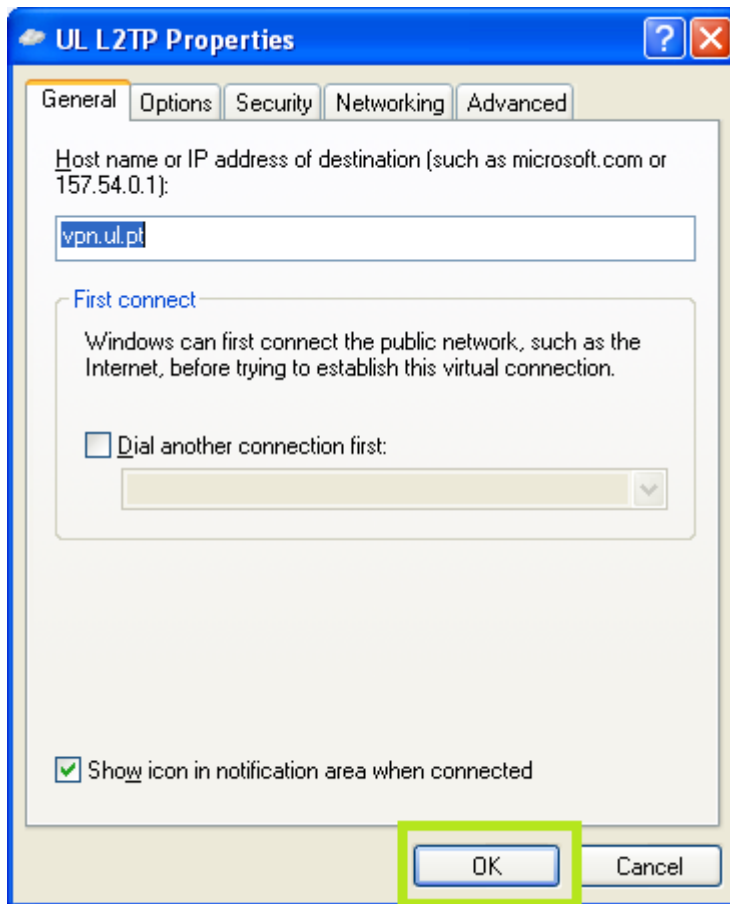 UL L2TP Properties
General Options Security Networking Advanced
Host name or IP address of destination (such as microsoft.com or
157.54.0.1):
vpn.ul.pt
First connect
Windows can first connect the public network, such as the
Internet, before trying to establish this virtual connection.
Dial another connection first:
Show icon in notification area when connected
OK Cancel